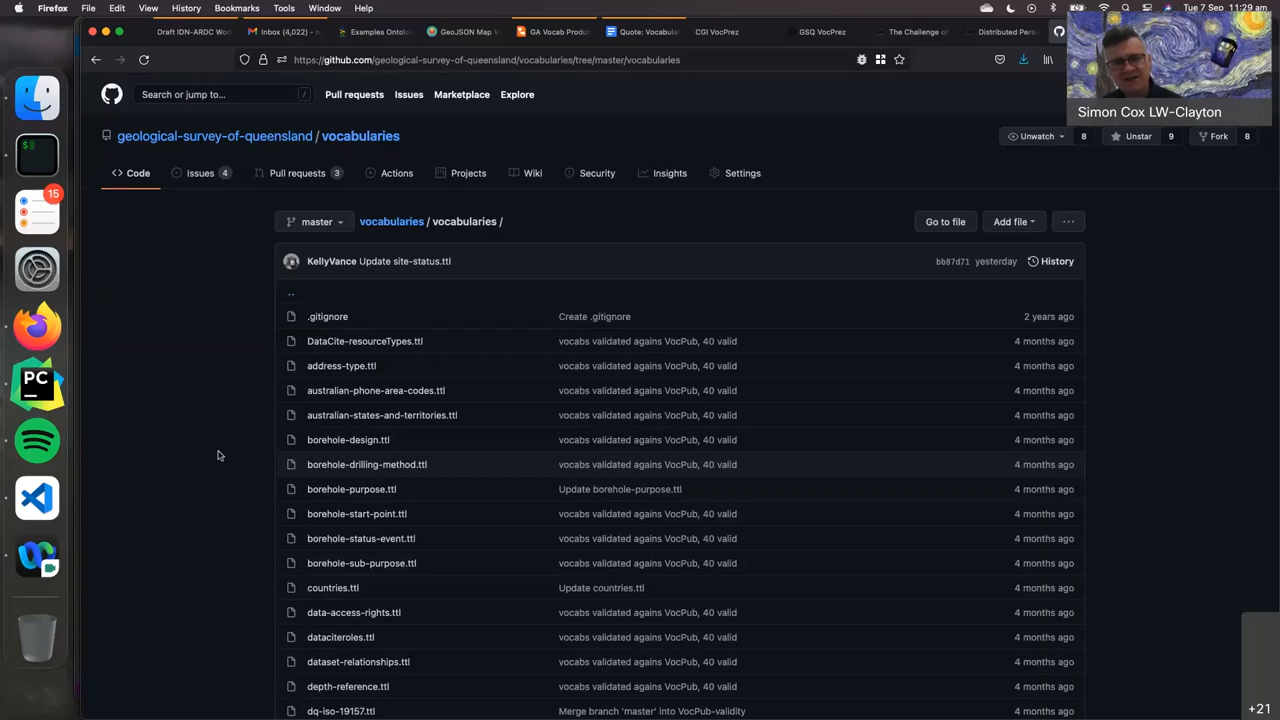 Firefox File Edit View History Bookmarks Tools Window Help
Tue 7 Sep 11:29 am
Draft IDN-ARDC Wor
Inbox (4,022) - n
Examples Ontolo
GeoJSON Map V
GA Vocab Produ
Quote: Vocabular
CGI VocPrez
GSQ VocPrez
The Challenge of
Distributed Persi
https://github.com/geological-survey-of-queensland/vocabularies/tree/master/vocabularies
Simon Cox LW-Clayton
Search or jump to... /
Pull requests Issues Marketplace Explore
geological-survey-of-queensland / vocabularies
Unwatch 8 Unstar 9 Fork 8
<> Code Issues 4 Pull requests 3 Actions Projects Wiki Security Insights Settings
master vocabularies / vocabularies / Go to file Add file ...
KellyVance Update site-status.ttl bb87d71 yesterday History
..
.gitignore Create .gitignore 2 years ago
DataCite-resourceTypes.ttl vocabs validated agains VocPub, 40 valid 4 months ago
address-type.ttl vocabs validated agains VocPub, 40 valid 4 months ago
australian-phone-area-codes.ttl vocabs validated agains VocPub, 40 valid 4 months ago
australian-states-and-territories.ttl vocabs validated agains VocPub, 40 valid 4 months ago
borehole-design.ttl vocabs validated agains VocPub, 40 valid 4 months ago
borehole-drilling-method.ttl vocabs validated agains VocPub, 40 valid 4 months ago
borehole-purpose.ttl Update borehole-purpose.ttl 4 months ago
borehole-start-point.ttl vocabs validated agains VocPub, 40 valid 4 months ago
borehole-status-event.ttl vocabs validated agains VocPub, 40 valid 4 months ago
borehole-sub-purpose.ttl vocabs validated agains VocPub, 40 valid 4 months ago
countries.ttl Update countries.ttl 4 months ago
data-access-rights.ttl vocabs validated agains VocPub, 40 valid 4 months ago
dataciteroles.ttl vocabs validated agains VocPub, 40 valid 4 months ago
dataset-relationships.ttl vocabs validated agains VocPub, 40 valid 4 months ago
depth-reference.ttl vocabs validated agains VocPub, 40 valid 4 months ago
dq-iso-19157.ttl Merge branch 'master' into VocPub-validity 4 months ago
$
15
PC
+21